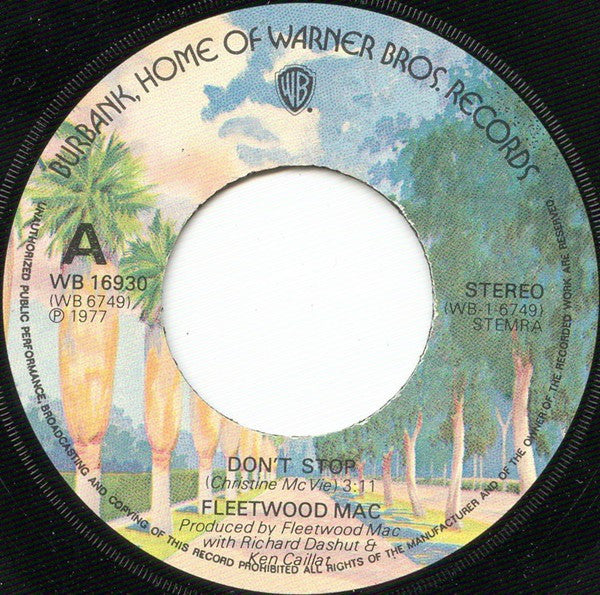 BURBANK, HOME OF WARNER BROS. RECORDS
WB
A
WB 16930
(WB 6749)
℗ 1977
STEREO
(WB-1-6749)
STEMRA
DON'T STOP
(Christine Mc Vie) 3:11
FLEETWOOD MAC
Produced by Fleetwood Mac
with Richard Dashut &
Ken Caillat
UNAUTHORIZED PUBLIC PERFORMANCE, BROADCASTING AND COPYING OF THIS RECORD PROHIBITED ALL RIGHTS OF THE MANUFACTURER AND OF THE OWNER OF THE RECORDED WORK ARE RESERVED